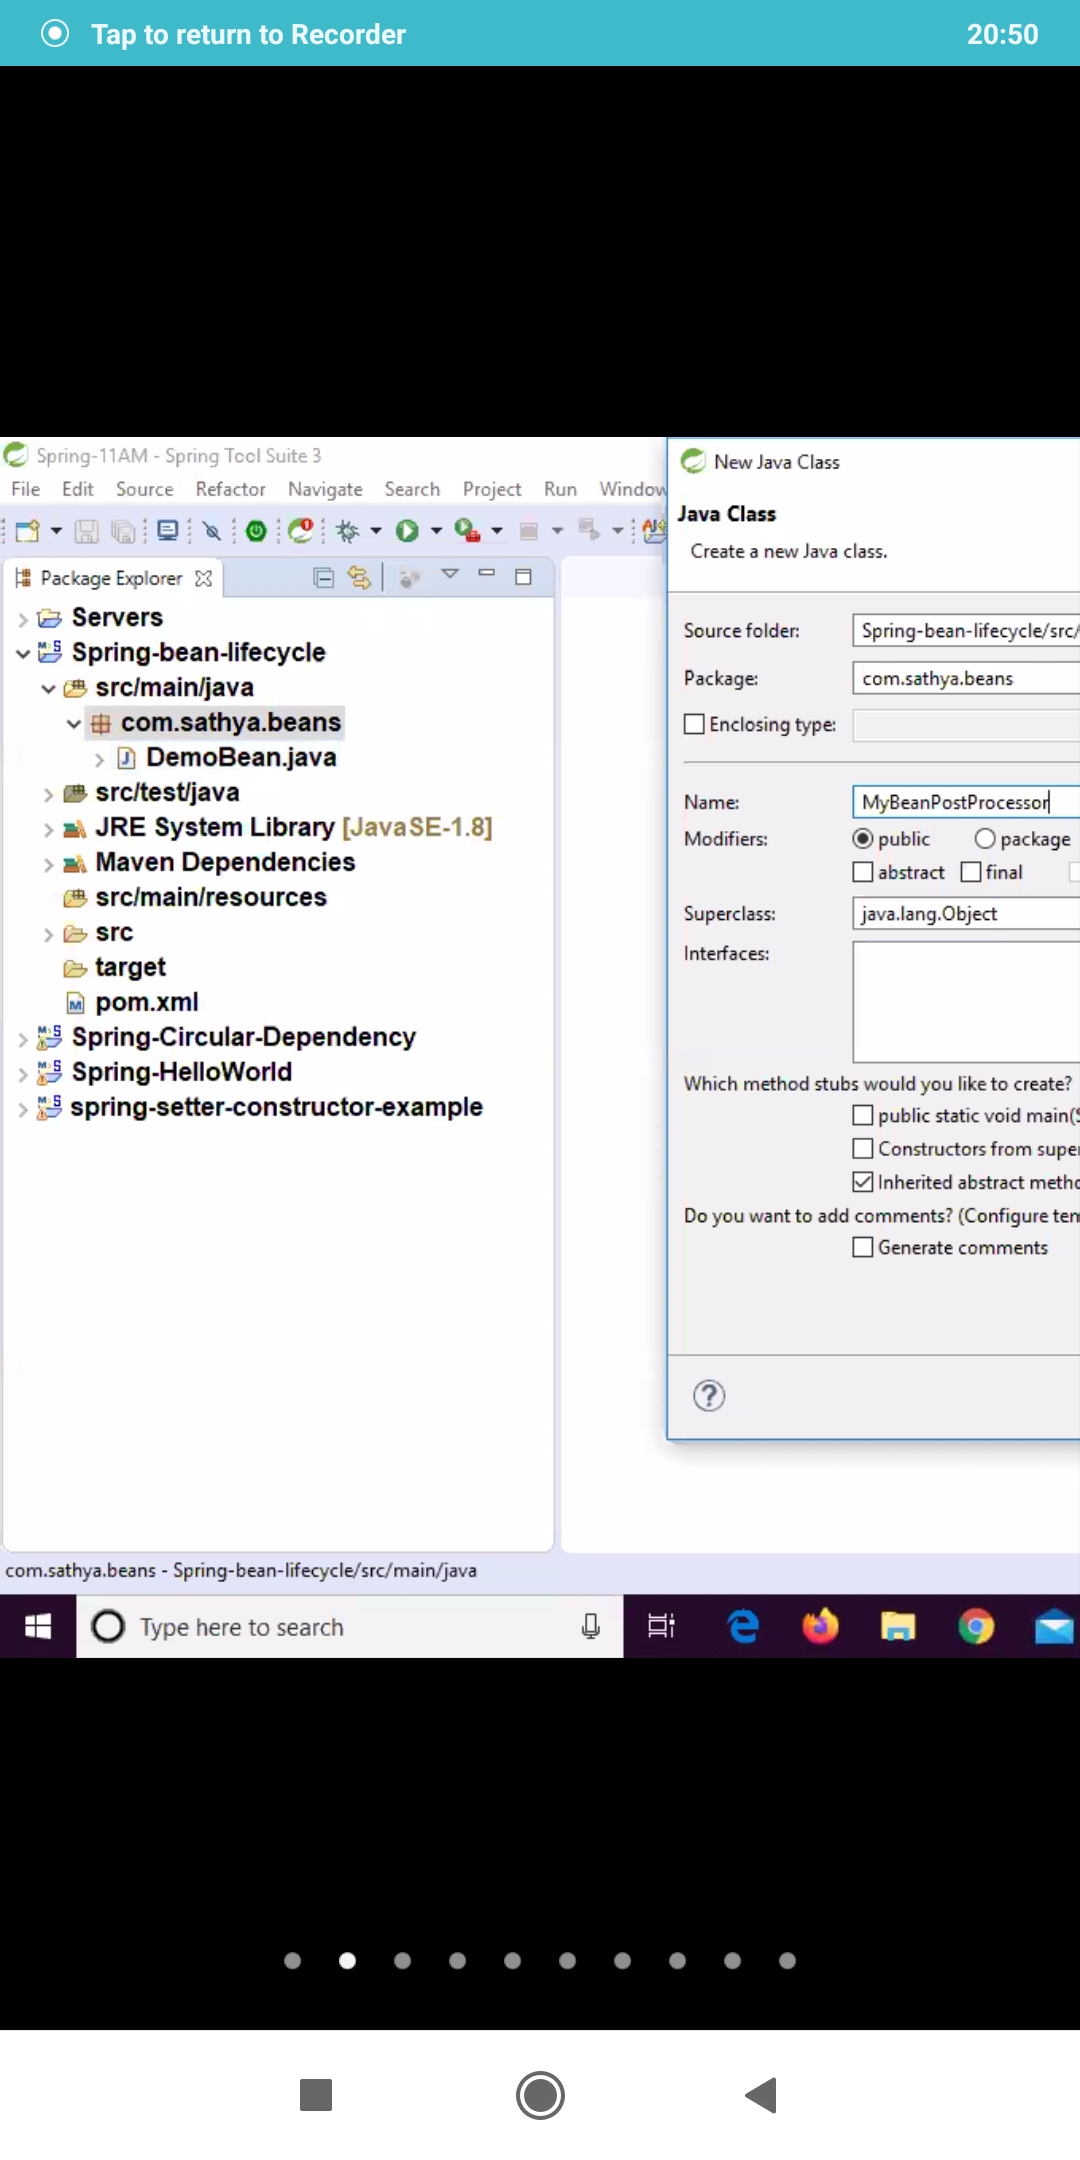 Tap to return to Recorder 20:50
Spring-11AM - Spring Tool Suite 3
File Edit Source Refactor Navigate Search Project Run Window
Package Explorer
Servers
Spring-bean-lifecycle
src/main/java
com.sathya.beans
DemoBean.java
src/test/java
JRE System Library [JavaSE-1.8]
Maven Dependencies
src/main/resources
src
target
pom.xml
Spring-Circular-Dependency
Spring-HelloWorld
spring-setter-constructor-example
New Java Class
Java Class
Create a new Java class.
Source folder: Spring-bean-lifecycle/src/
Package: com.sathya.beans
Enclosing type:
Name: MyBeanPostProcessor
Modifiers: public package
abstract final
Superclass: java.lang.Object
Interfaces:
Which method stubs would you like to create?
public static void main(S
Constructors from super
Inherited abstract metho
Do you want to add comments? (Configure tem
Generate comments
com.sathya.beans - Spring-bean-lifecycle/src/main/java
Type here to search